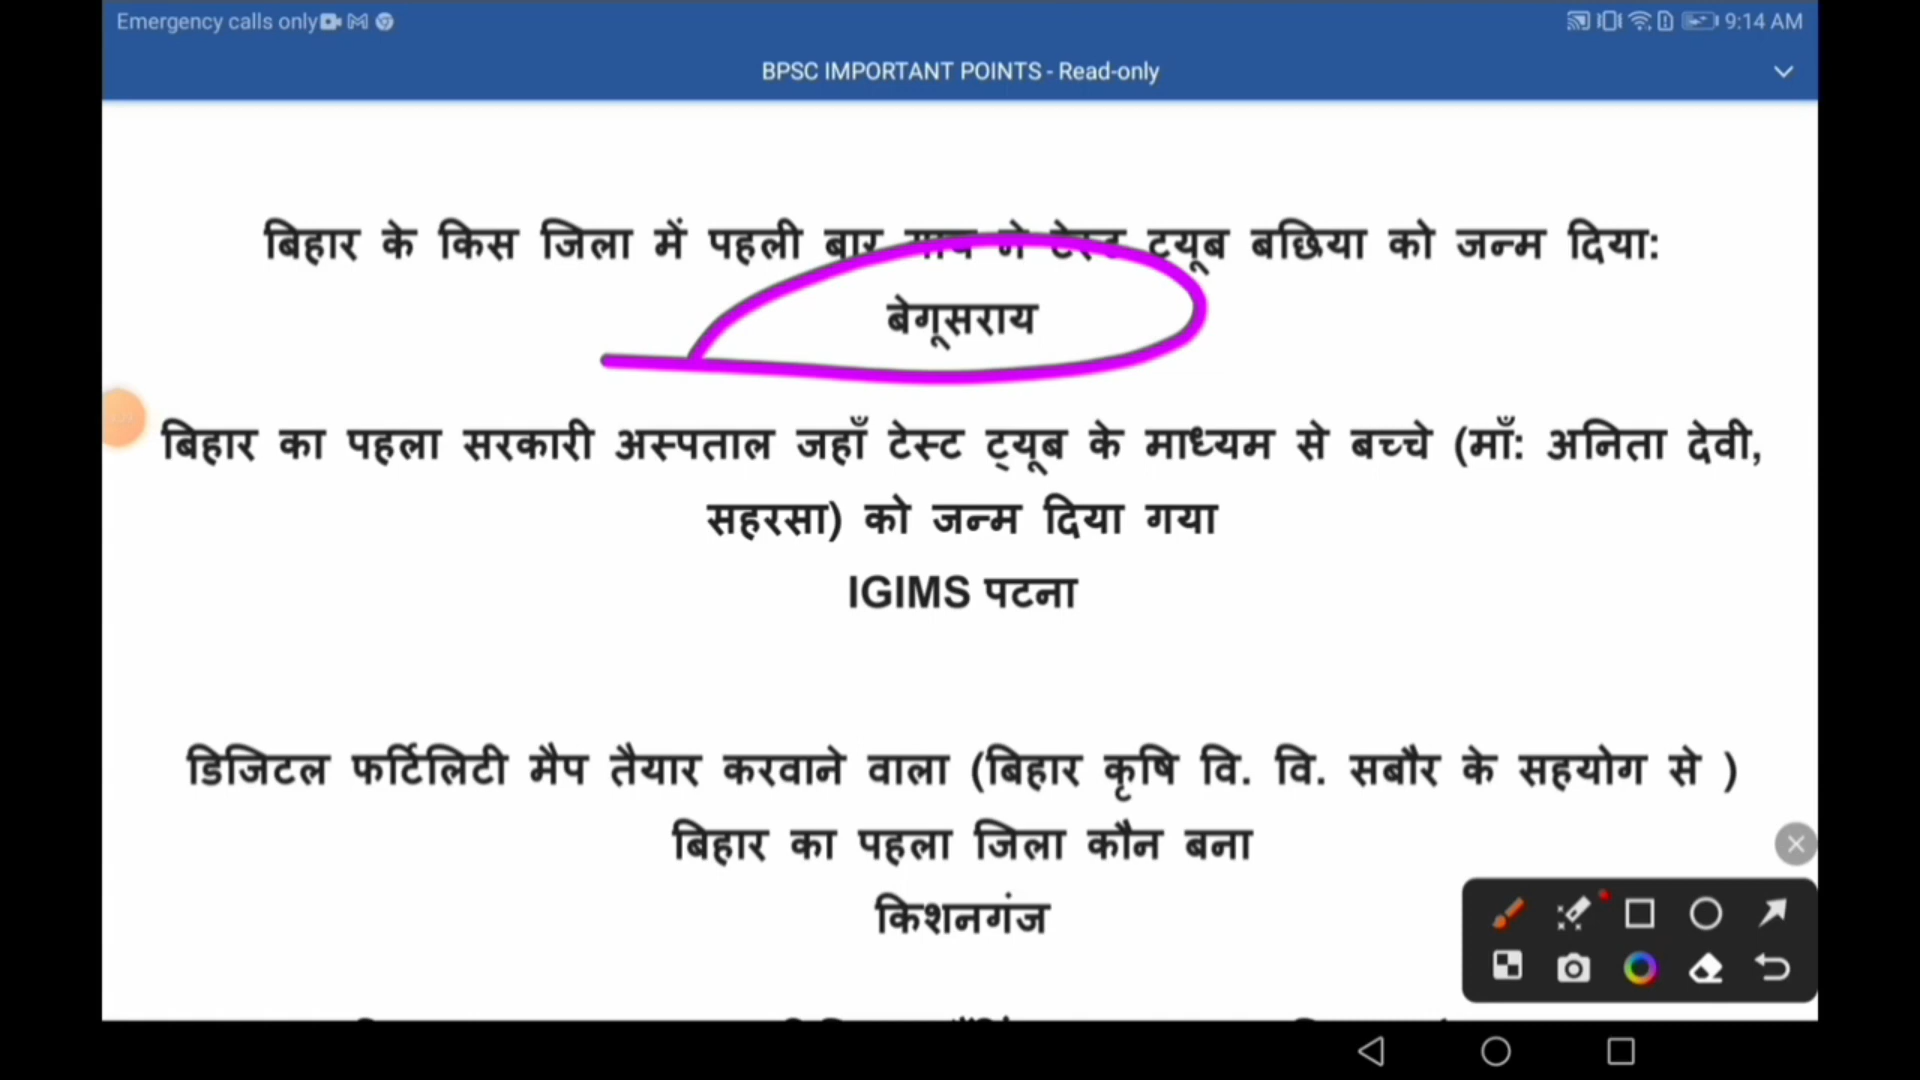 Emergency calls only
9:14 AM
BPSC IMPORTANT POINTS - Read-only
बिहार के किस जिला में पहली बार गाय ने टेस्ट ट्यूब बछिया को जन्म दिया:
बेगूसराय
बिहार का पहला सरकारी अस्पताल जहाँ टेस्ट ट्यूब के माध्यम से बच्चे (माँ: अनिता देवी,
सहरसा) को जन्म दिया गया
IGIMS पटना
डिजिटल फर्टिलिटी मैप तैयार करवाने वाला (बिहार कृषि वि. वि. सबौर के सहयोग से )
बिहार का पहला जिला कौन बना
किशनगंज